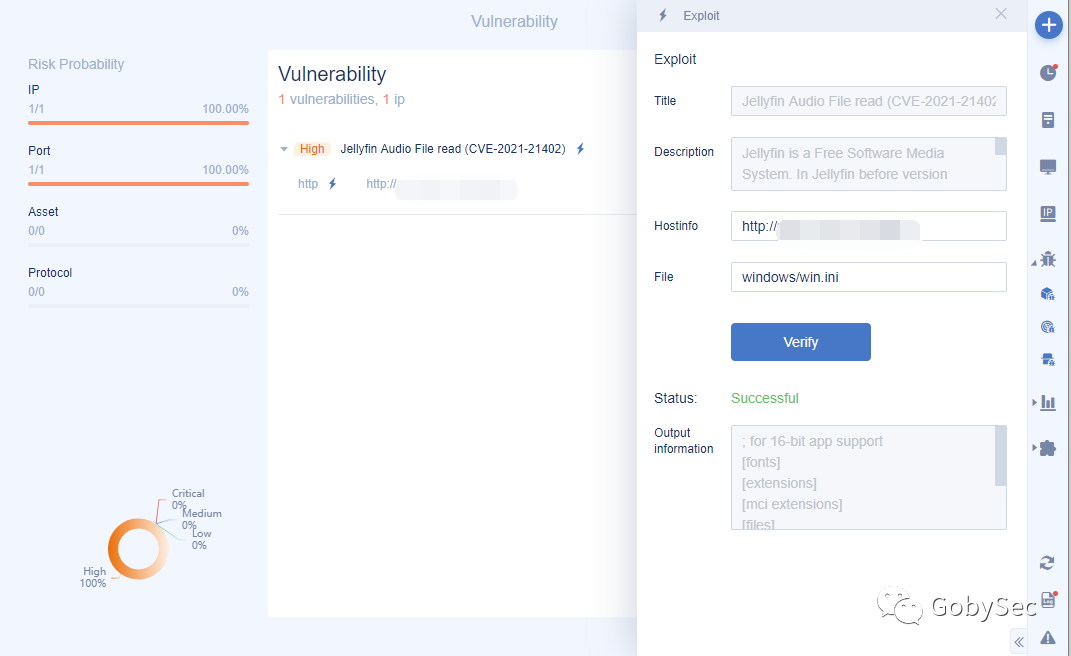 Vulnerability
Risk Probability
IP
1/1 100.00%
Port
1/1 100.00%
Asset
0/0 0%
Protocol
0/0 0%
Critical
0%
Medium
0%
Low
0%
High
100%
Vulnerability
1 vulnerabilities, 1 ip
High Jellyfin Audio File read (CVE-2021-21402)
http http://
Exploit
Exploit
Title Jellyfin Audio File read (CVE-2021-21402
Description Jellyfin is a Free Software Media
System. In Jellyfin before version
Hostinfo http://
File windows/win.ini
Verify
Status: Successful
Output
information
; for 16-bit app support
[fonts]
[extensions]
[mci extensions]
[files]
IP
GobySec